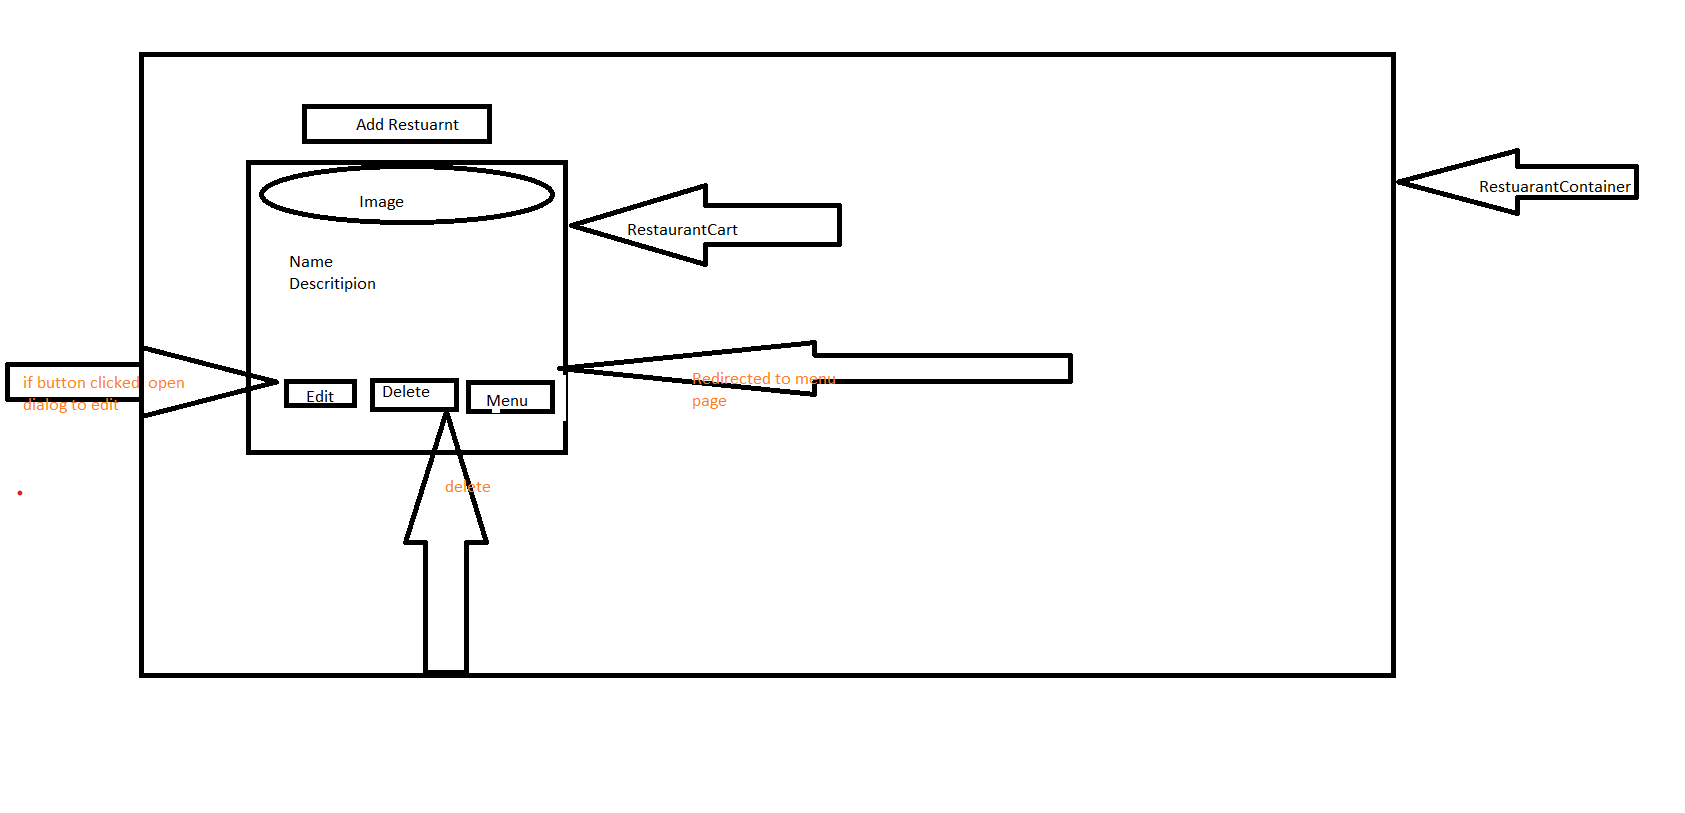 Add Restuarnt
Image
RestuarantContainer
RestaurantCart
Name
Descritipion
if button clicked open
dialog to edit
Edit
Delete
Menu
Redirected to menu
page
delete